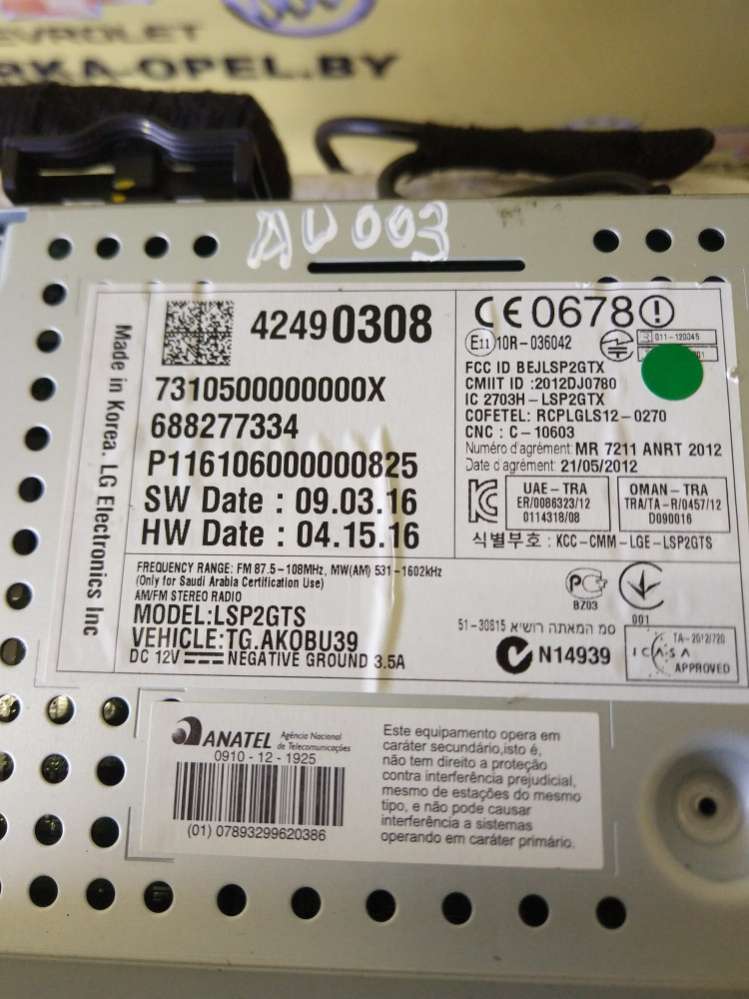 EVROLET
RKA-OPEL.BY
AU003
Made in Korea. LG Electronics Inc
42490308
7310500000000X
688277334
P116106000000825
SW Date : 09.03.16
HW Date : 04.15.16
CE0678
E11 10R-036042
011-120345
FCC ID BEJLSP2GTX
CMIIT ID :2012DJ0780
IC 2703H-LSP2GTX
COFETEL: RCPLGLS12-0270
CNC : C-10603
Numéro d'agrément MR 7211 ANRT 2012
Date d'agrément: 21/05/2012
UAE-TRA
ER/0086323/12
0114318/08
OMAN-TRA
TRA/TA-R/0457/12
D090016
식별부호 : KCC-CMM-LGE-LSP2GTS
FREQUENCY RANGE: FM 87.5-108MHz, MW(AM) 531-1602kHz
(Only for Saudi Arabia Certification Use)
AM/FM STEREO RADIO
MODEL:LSP2GTS
VEHICLE:TG.AKOBU39
DC 12V NEGATIVE GROUND 3.5A
BZ03
001
51-30815 סמ המאתה רושיא
N14939
TA-2012/720
ICASA
APPROVED
ANATEL Agência Nacional
de Telecomunicações
0910-12-1925
(01) 07893299620386
Este equipamento opera em
caráter secundário,isto é,
não tem direito a proteção
contra interferência prejudicial,
mesmo de estações do mesmo
tipo, e não pode causar
interferência a sistemas
operando em caráter primário.